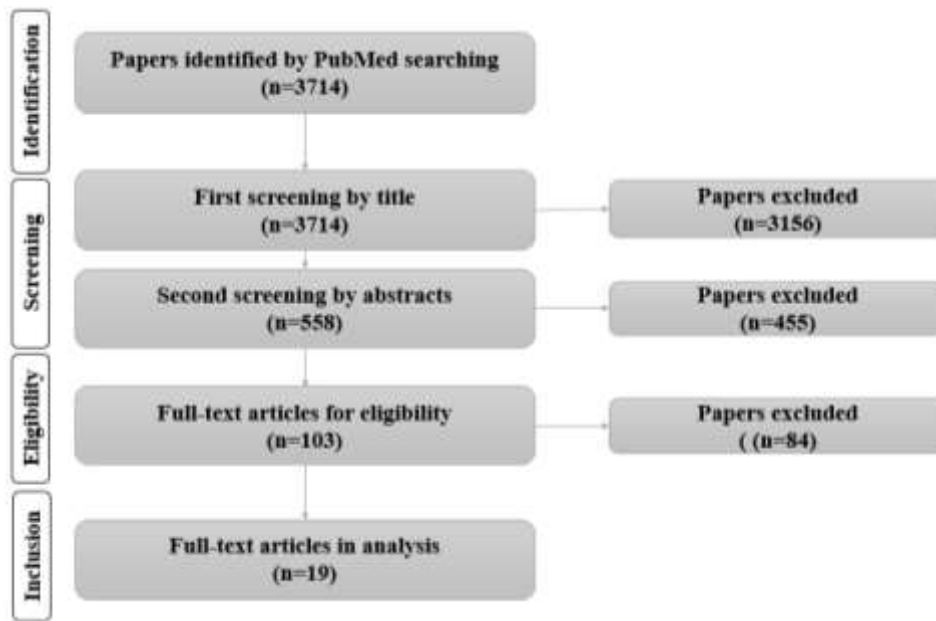 Identification
Papers identified by PubMed searching
(n=3714)
Screening
First screening by title
(n=3714)
Papers excluded
(n=3156)
Second screening by abstracts
(n=558)
Papers excluded
(n=455)
Eligibility
Full-text articles for eligibility
(n=103)
Papers excluded
( (n=84)
Inclusion
Full-text articles in analysis
(n=19)